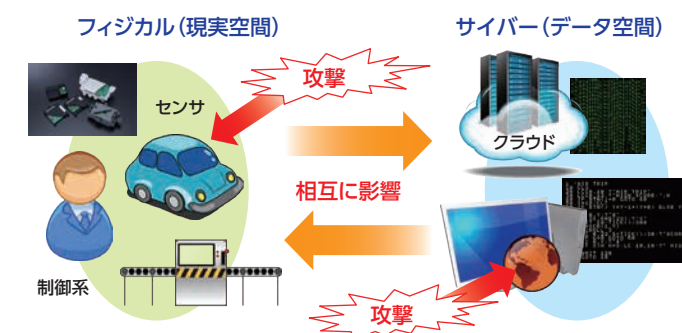 フィジカル（現実空間）
サイバー（データ空間）
攻撃
センサ
クラウド
相互に影響
制御系
攻撃